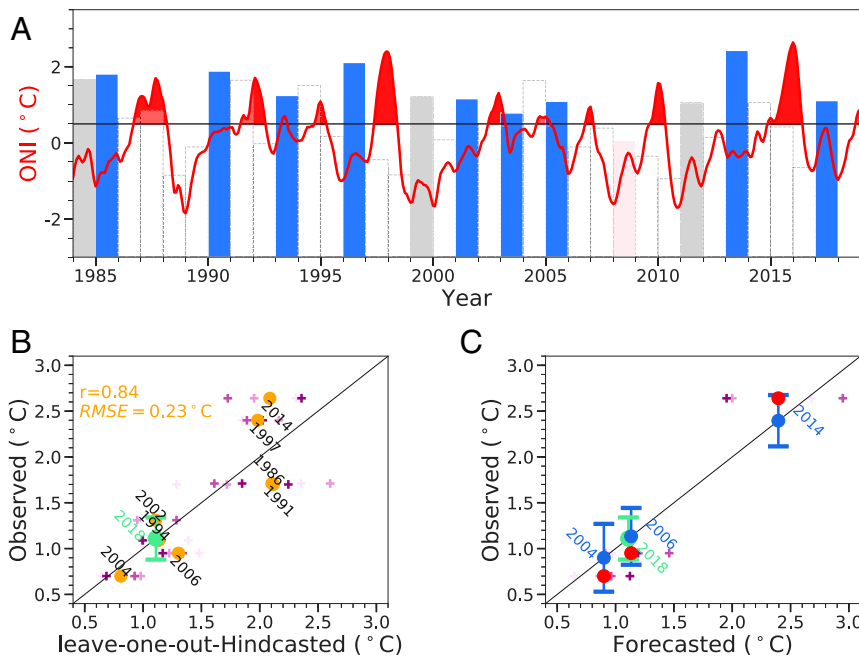 A
ONI (°C)
2
0
-2
1985 1990 1995 2000 2005 2010 2015
Year
B
r=0.84
RMSE = 0.23°C
Observed (°C)
3.0
2.5
2.0
1.5
1.0
0.5
2014
1997
1986
1991
2002
1994
2018
2004
2006
0.5 1.0 1.5 2.0 2.5 3.0
leave-one-out-Hindcasted (°C)
C
Observed (°C)
3.0
2.5
2.0
1.5
1.0
0.5
2014
2004
2006
2018
0.5 1.0 1.5 2.0 2.5 3.0
Forecasted (°C)